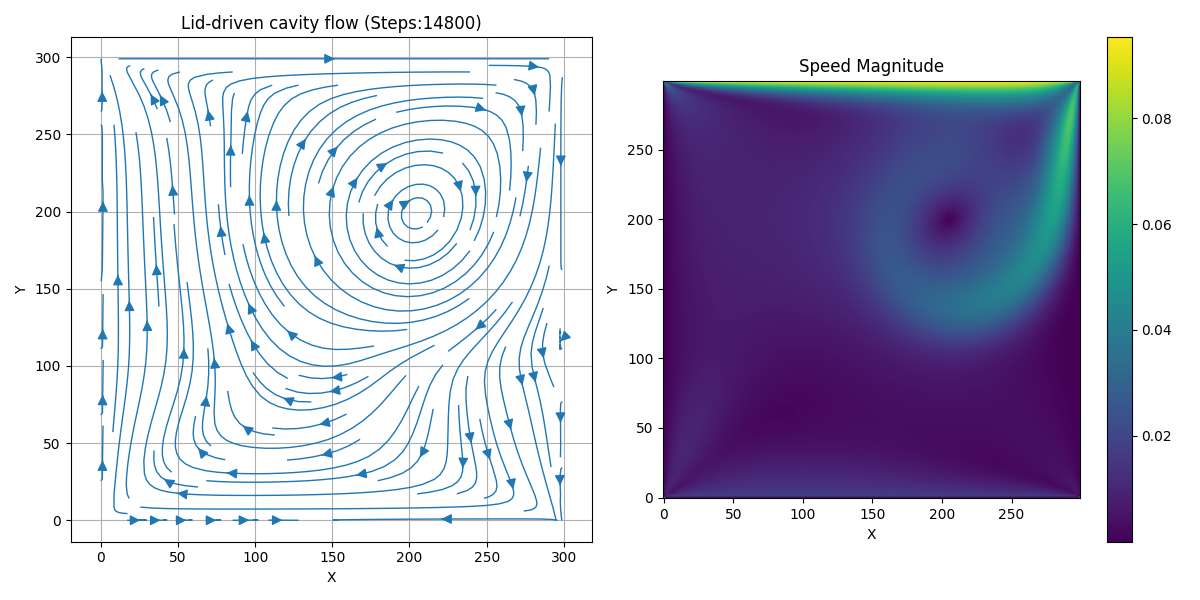 Lid-driven cavity flow (Steps:14800)
300
250
200
150
100
50
0
Y
0 50 100 150 200 250 300
X
Speed Magnitude
250
200
150
100
50
0
Y
0 50 100 150 200 250
X
0.08
0.06
0.04
0.02